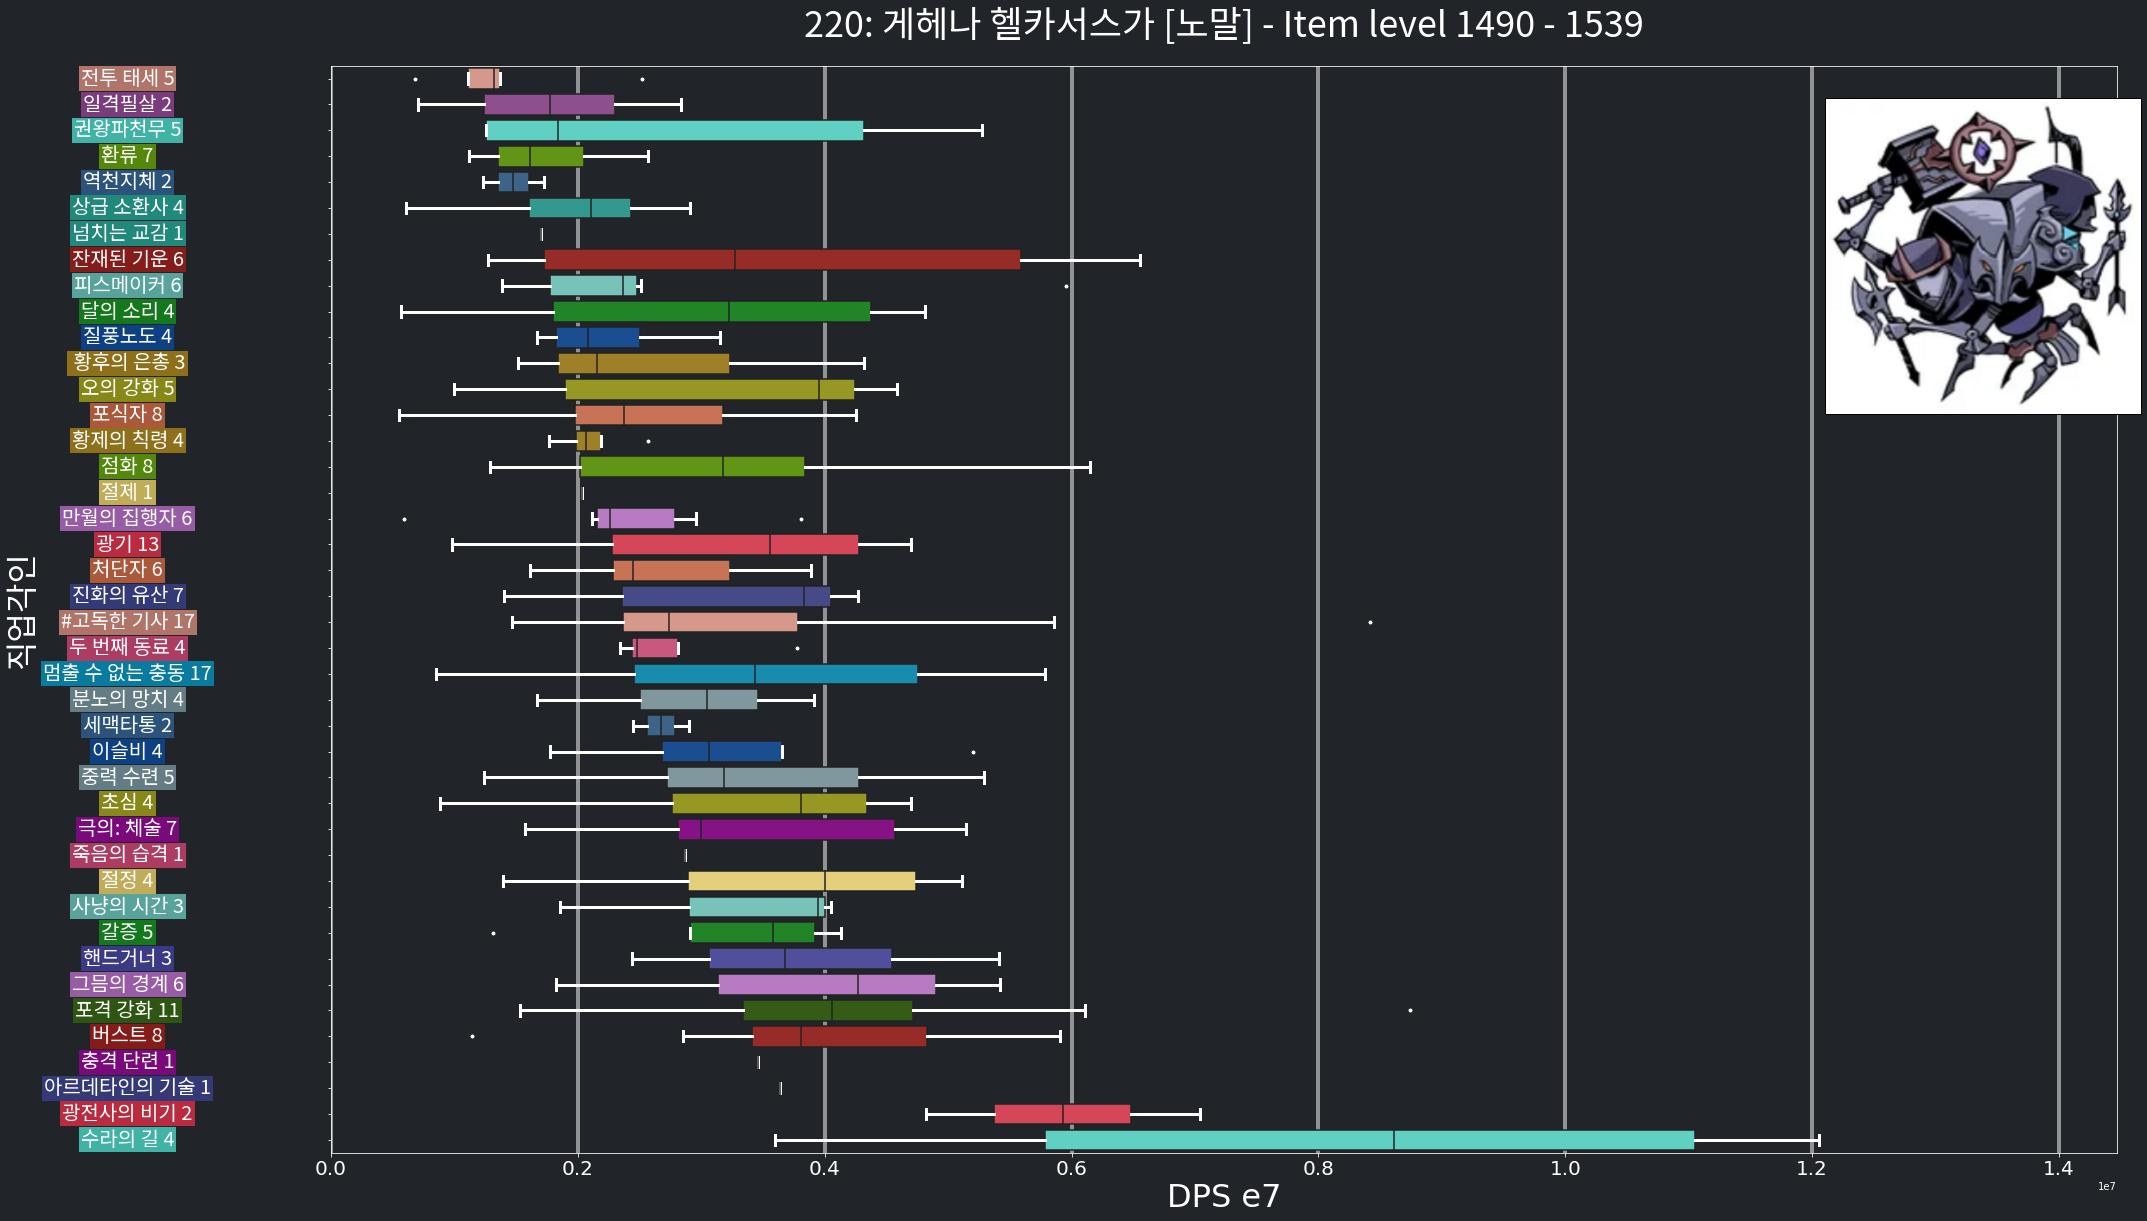 220: 게헤나 헬카서스가 [노말] - Item level 1490 - 1539
직업각인
전투 태세 5
일격필살 2
권왕파천무 5
환류 7
역천지체 2
상급 소환사 4
넘치는 교감 1
잔재된 기운 6
피스메이커 6
달의 소리 4
질풍노도 4
황후의 은총 3
오의 강화 5
포식자 8
황제의 칙령 4
점화 8
절제 1
만월의 집행자 6
광기 13
처단자 6
진화의 유산 7
#고독한 기사 17
두 번째 동료 4
멈출 수 없는 충동 17
분노의 망치 4
세맥타통 2
이슬비 4
중력 수련 5
초심 4
극의: 체술 7
죽음의 습격 1
절정 4
사냥의 시간 3
갈증 5
핸드거너 3
그믐의 경계 6
포격 강화 11
버스트 8
충격 단련 1
아르데타인의 기술 1
광전사의 비기 2
수라의 길 4
0.0 0.2 0.4 0.6 0.8 1.0 1.2 1.4
1e7
DPS e7